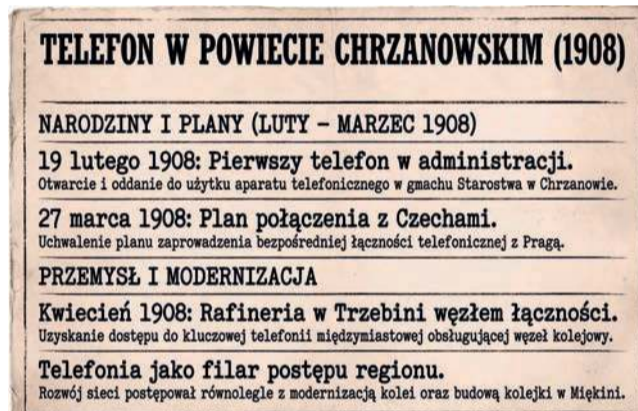 TELEFON W POWIECIE CHRZANOWSKIM (1908)
NARODZINY I PLANY (LUTY – MARZEC 1908)
19 lutego 1908: Pierwszy telefon w administracji.
Otwarcie i oddanie do użytku aparatu telefonicznego w gmachu Starostwa w Chrzanowie.
27 marca 1908: Plan połączenia z Czechami.
Uchwalenie planu zaprowadzenia bezpośredniej łączności telefonicznej z Pragą.
PRZEMYSŁ I MODERNIZACJA
Kwiecień 1908: Rafineria w Trzebini węzłem łączności.
Uzyskanie dostępu do kluczowej telefonii międzymiastowej obsługującej węzeł kolejowy.
Telefonia jako filar postępu regionu.
Rozwój sieci postępował równolegle z modernizacją kolei oraz budową kolejki w Miękini.